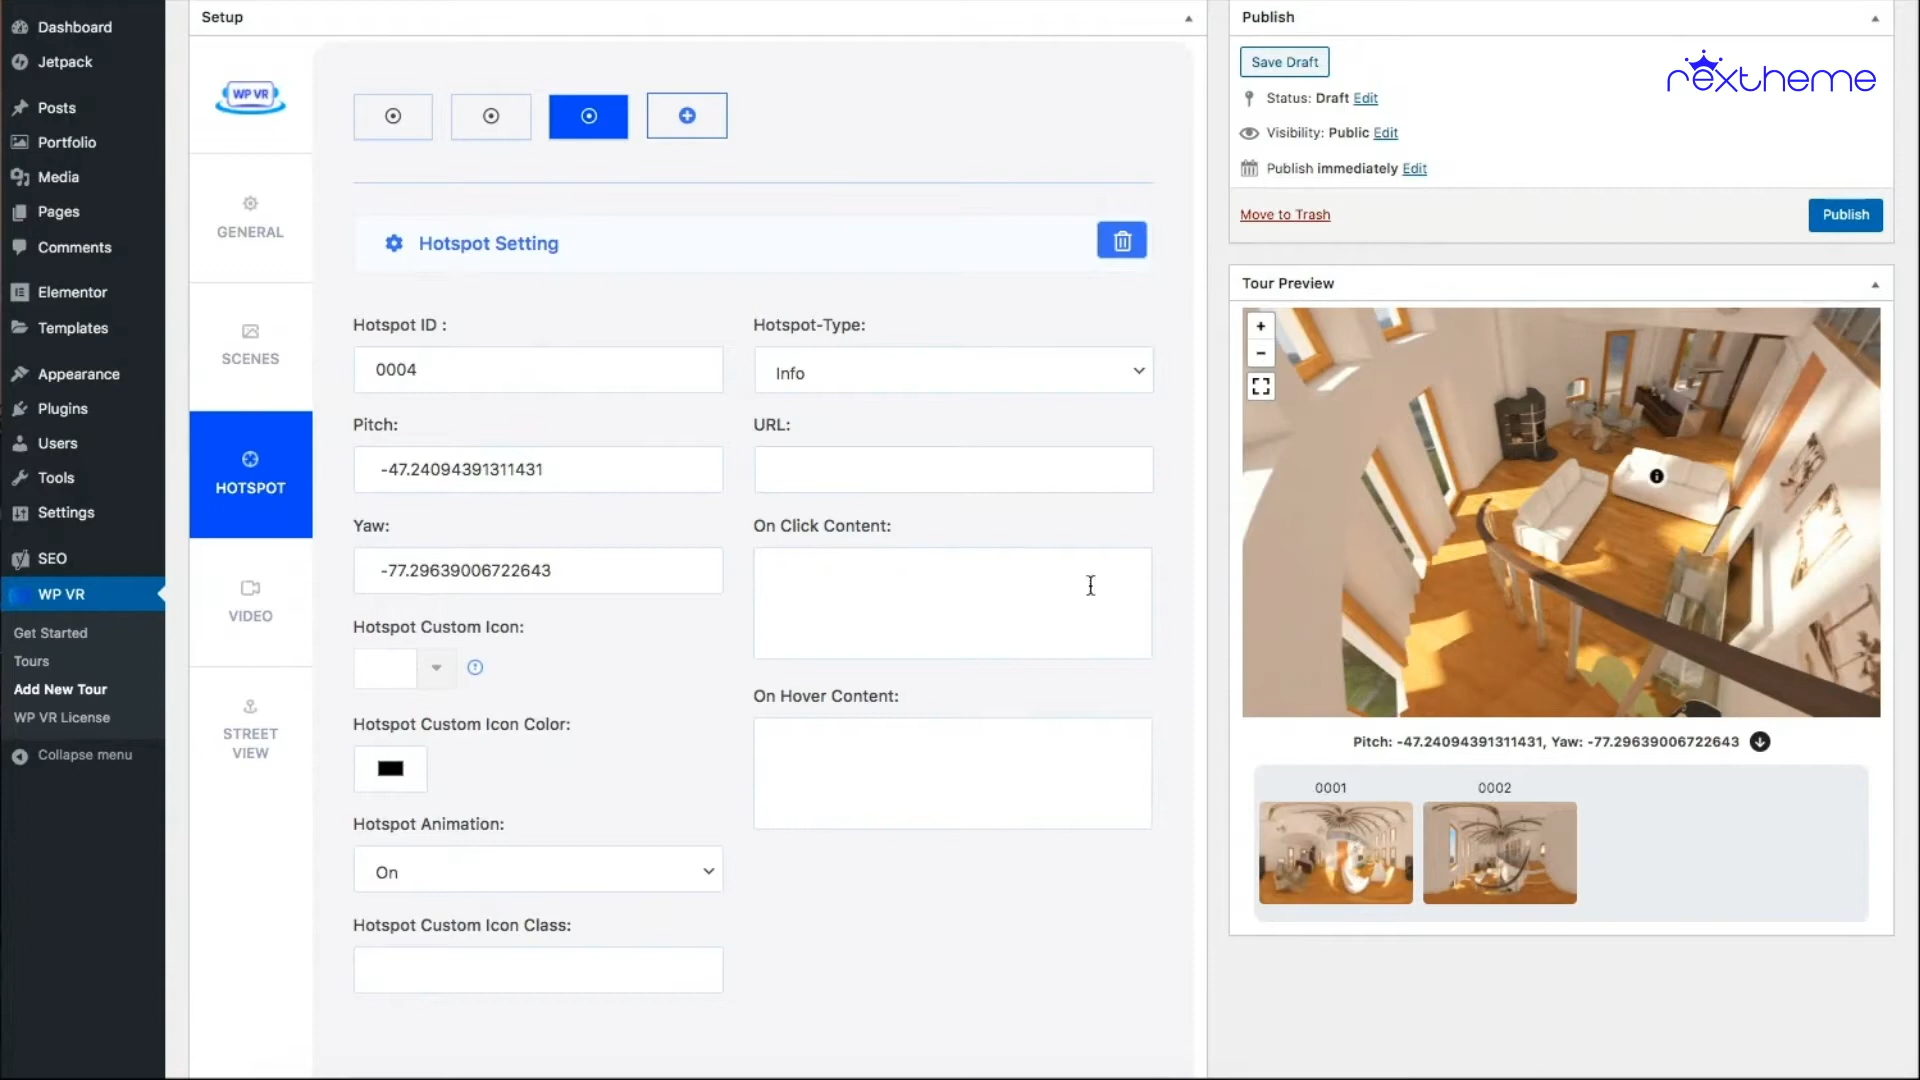 Dashboard
Jetpack
Posts
Portfolio
Media
Pages
Comments
Elementor
Templates
Appearance
Plugins
Users
Tools
Settings
SEO
WP VR
Get Started
Tours
Add New Tour
WP VR License
Collapse menu
Setup
WP VR
GENERAL
SCENES
HOTSPOT
VIDEO
STREET
VIEW
Hotspot Setting
Hotspot ID :
0004
Pitch:
-47.24094391311431
Yaw:
-77.29639006722643
Hotspot Custom Icon:
Hotspot Custom Icon Color:
Hotspot Animation:
On
Hotspot Custom Icon Class:
Hotspot-Type:
Info
URL:
On Click Content:
On Hover Content:
Publish
Save Draft
rextheme
Status: Draft Edit
Visibility: Public Edit
Publish immediately Edit
Move to Trash
Publish
Tour Preview
Pitch: -47.24094391311431, Yaw: -77.29639006722643
0001
0002